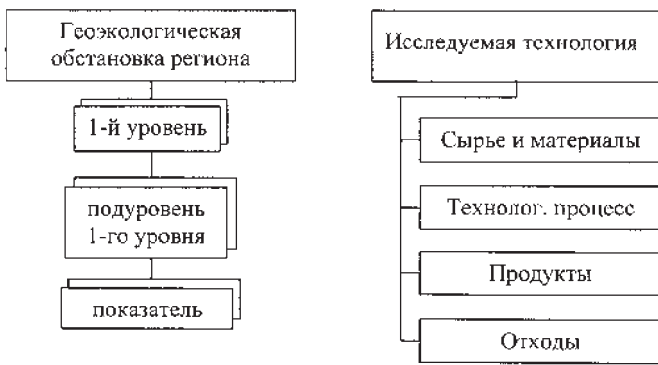 Геоэкологическая
обстановка региона
1-й уровень
подуровень
1-го уровня
показатель
Исследуемая технология
Сырье и материалы
Технолог. процесс
Продукты
Отходы